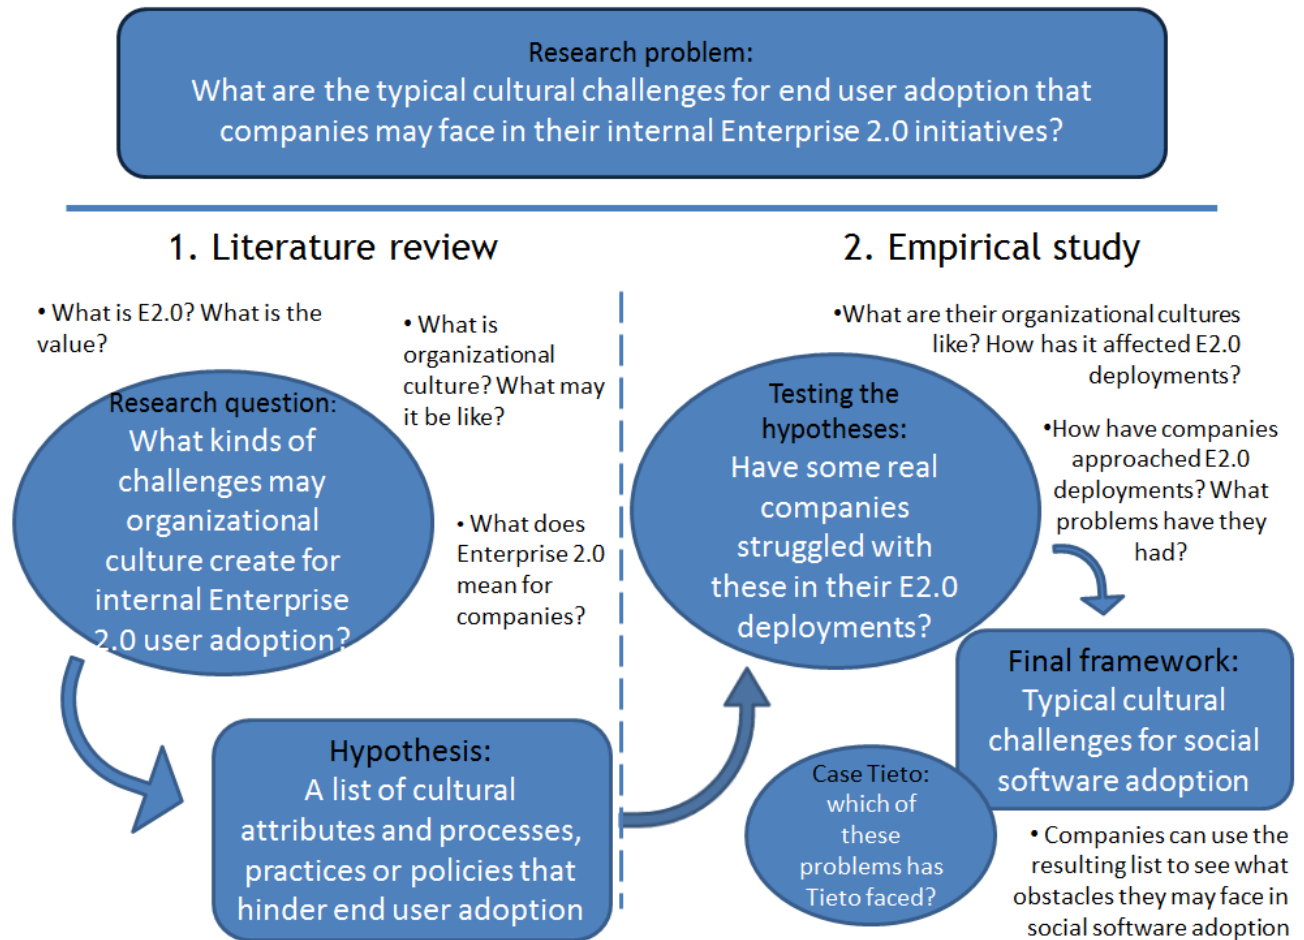 Research problem:
What are the typical cultural challenges for end user adoption that
companies may face in their internal Enterprise 2.0 initiatives?
1. Literature review
• What is E2.0? What is the
value?
• What is
organizational
culture? What may
it be like?
Research question:
What kinds of
challenges may
organizational
culture create for
internal Enterprise
2.0 user adoption?
• What does
Enterprise 2.0
mean for
companies?
Hypothesis:
A list of cultural
attributes and processes,
practices or policies that
hinder end user adoption
2. Empirical study
•What are their organizational cultures
like? How has it affected E2.0
deployments?
Testing the
hypotheses:
Have some real
companies
struggled with
these in their E2.0
deployments?
•How have companies
approached E2.0
deployments? What
problems have they
had?
Final framework:
Typical cultural
challenges for social
software adoption
Case Tieto:
which of
these
problems has
Tieto faced?
• Companies can use the
resulting list to see what
obstacles they may face in
social software adoption